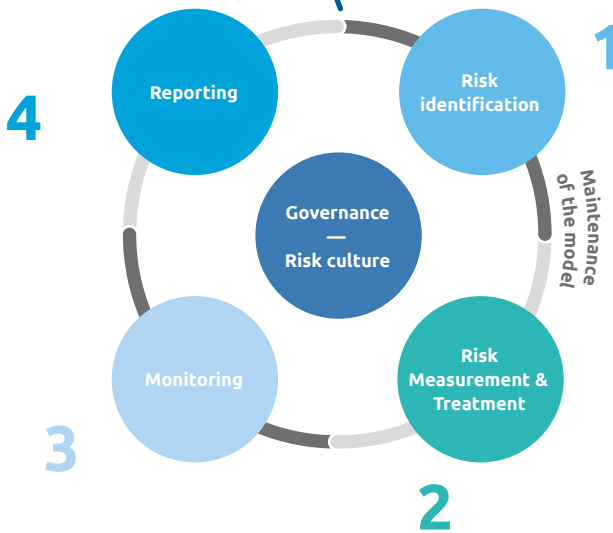 1
Risk
identification
Maintenance
of the model
2
Risk
Measurement &
Treatment
3
Monitoring
4
Reporting
Governance
—
Risk culture